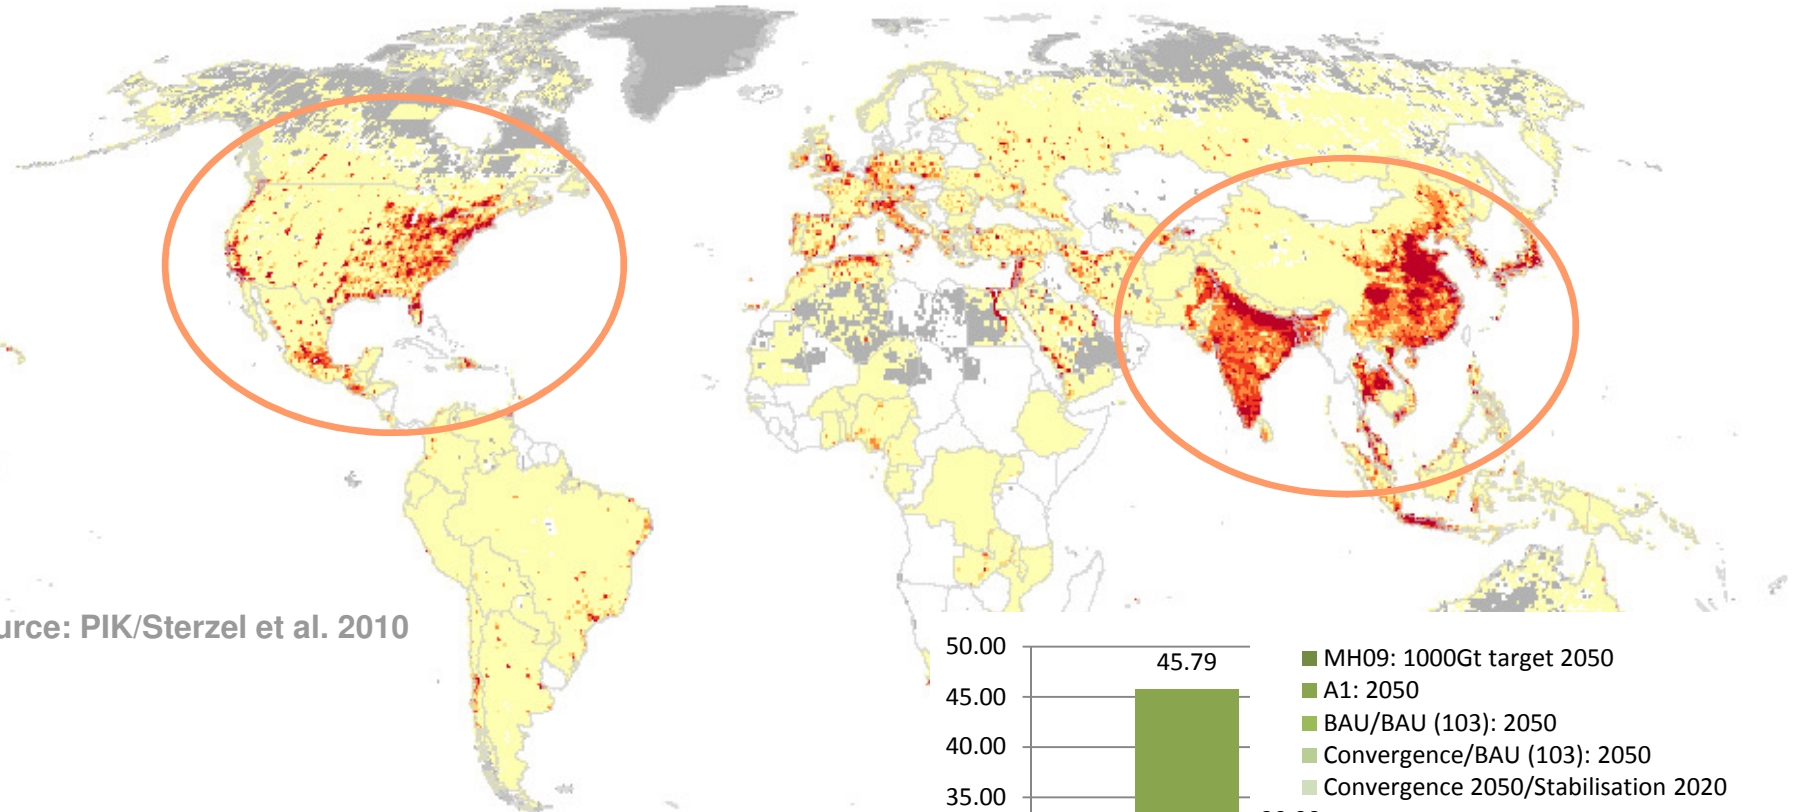 urce: PIK/Sterzel et al. 2010
50.00
45.79
45.00
40.00
35.00
MH09: 1000Gt target 2050
A1: 2050
BAU/BAU (103): 2050
Convergence/BAU (103): 2050
Convergence 2050/Stabilisation 2020